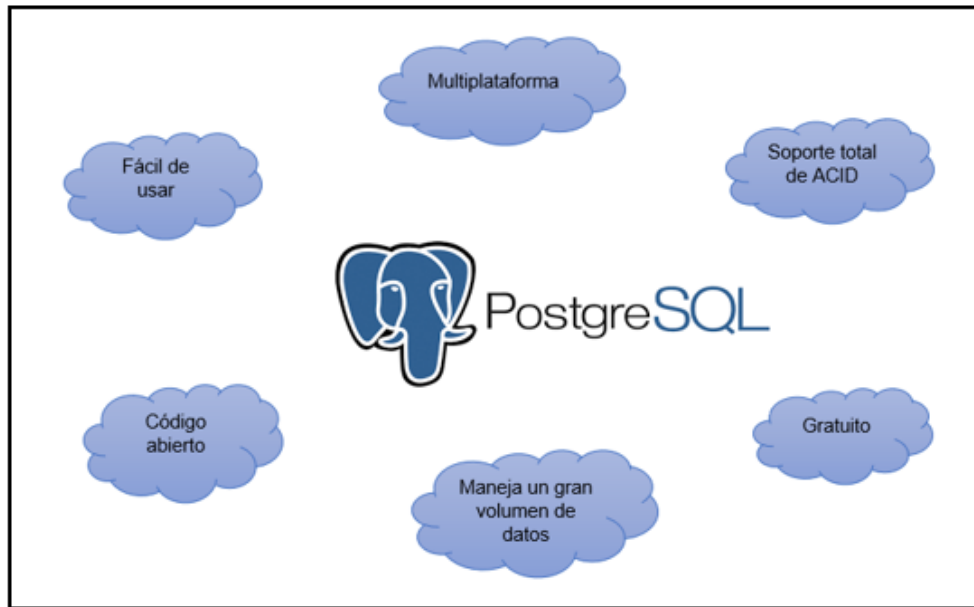 Multiplataforma
Fácil de
usar
Soporte total
de ACID
PostgreSQL
Código
abierto
Maneja un gran
volumen de
datos
Gratuito